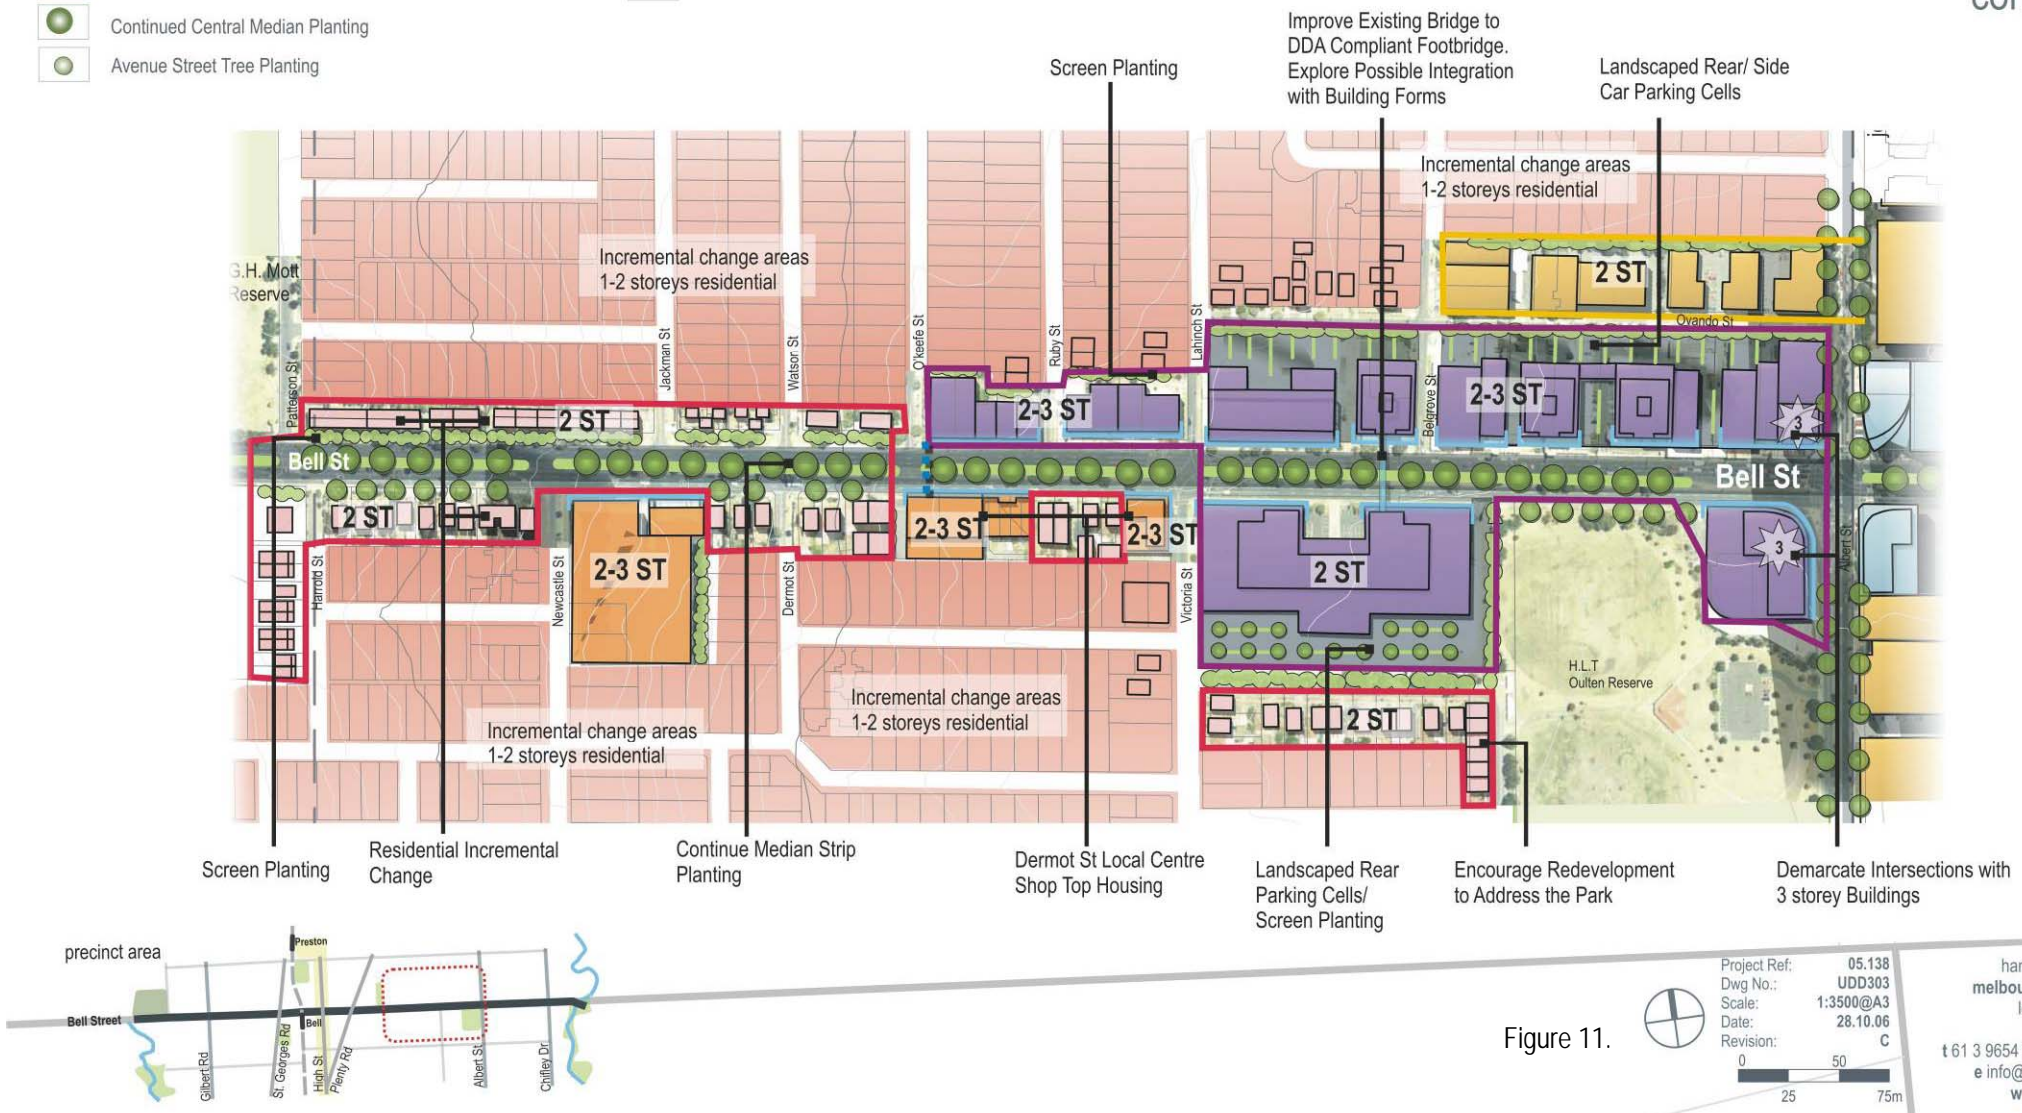 Continued Central Median Planting
Avenue Street Tree Planting
Screen Planting
Improve Existing Bridge to
DDA Compliant Footbridge.
Explore Possible Integration
with Building Forms
Landscaped Rear/ Side
Car Parking Cells
Incremental change areas
1-2 storeys residential
Incremental change areas
1-2 storeys residential
G.H. Mott
Reserve
2 ST
Ovando St
Patterson St
Jackman St
Watson St
O'keefe St
Ruby St
Lahinch St
Belgrove St
2 ST
2-3 ST
2-3 ST
3
Bell St
Bell St
2 ST
2-3 ST
2-3 ST
2-3 ST
2 ST
3
Albert St
Harrold St
Newcastle St
Dermot St
Victoria St
H.L.T
Oulten Reserve
Incremental change areas
1-2 storeys residential
Incremental change areas
1-2 storeys residential
2 ST
Screen Planting
Residential Incremental
Change
Continue Median Strip
Planting
Dermot St Local Centre
Shop Top Housing
Landscaped Rear
Parking Cells/
Screen Planting
Encourage Redevelopment
to Address the Park
Demarcate Intersections with
3 storey Buildings
precinct area
Preston
Bell Street
Bell
Gilbert Rd
St. Georges Rd
High St
Plenty Rd
Albert St
Chifley Dr
Figure 11.
Project Ref: 05.138
Dwg No.: UDD303
Scale: 1:3500@A3
Date: 28.10.06
Revision: C
0 50
25 75m
t 61 3 9654
e info@
w